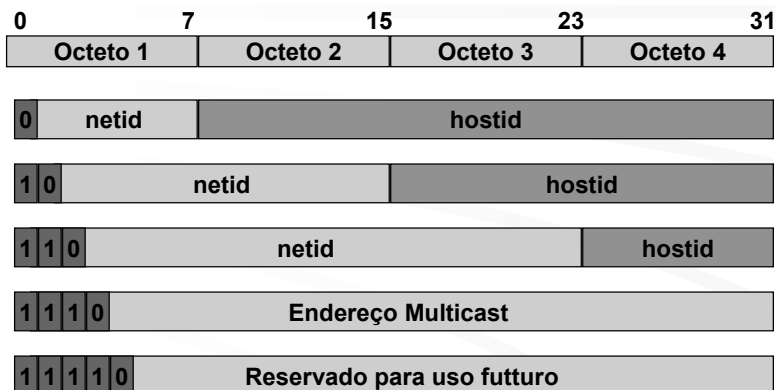 0 7 15 23 31
Octeto 1 Octeto 2 Octeto 3 Octeto 4
0 netid hostid
1 0 netid hostid
1 1 0 netid hostid
1 1 1 0 Endereço Multicast
1 1 1 1 0 Reservado para uso futturo